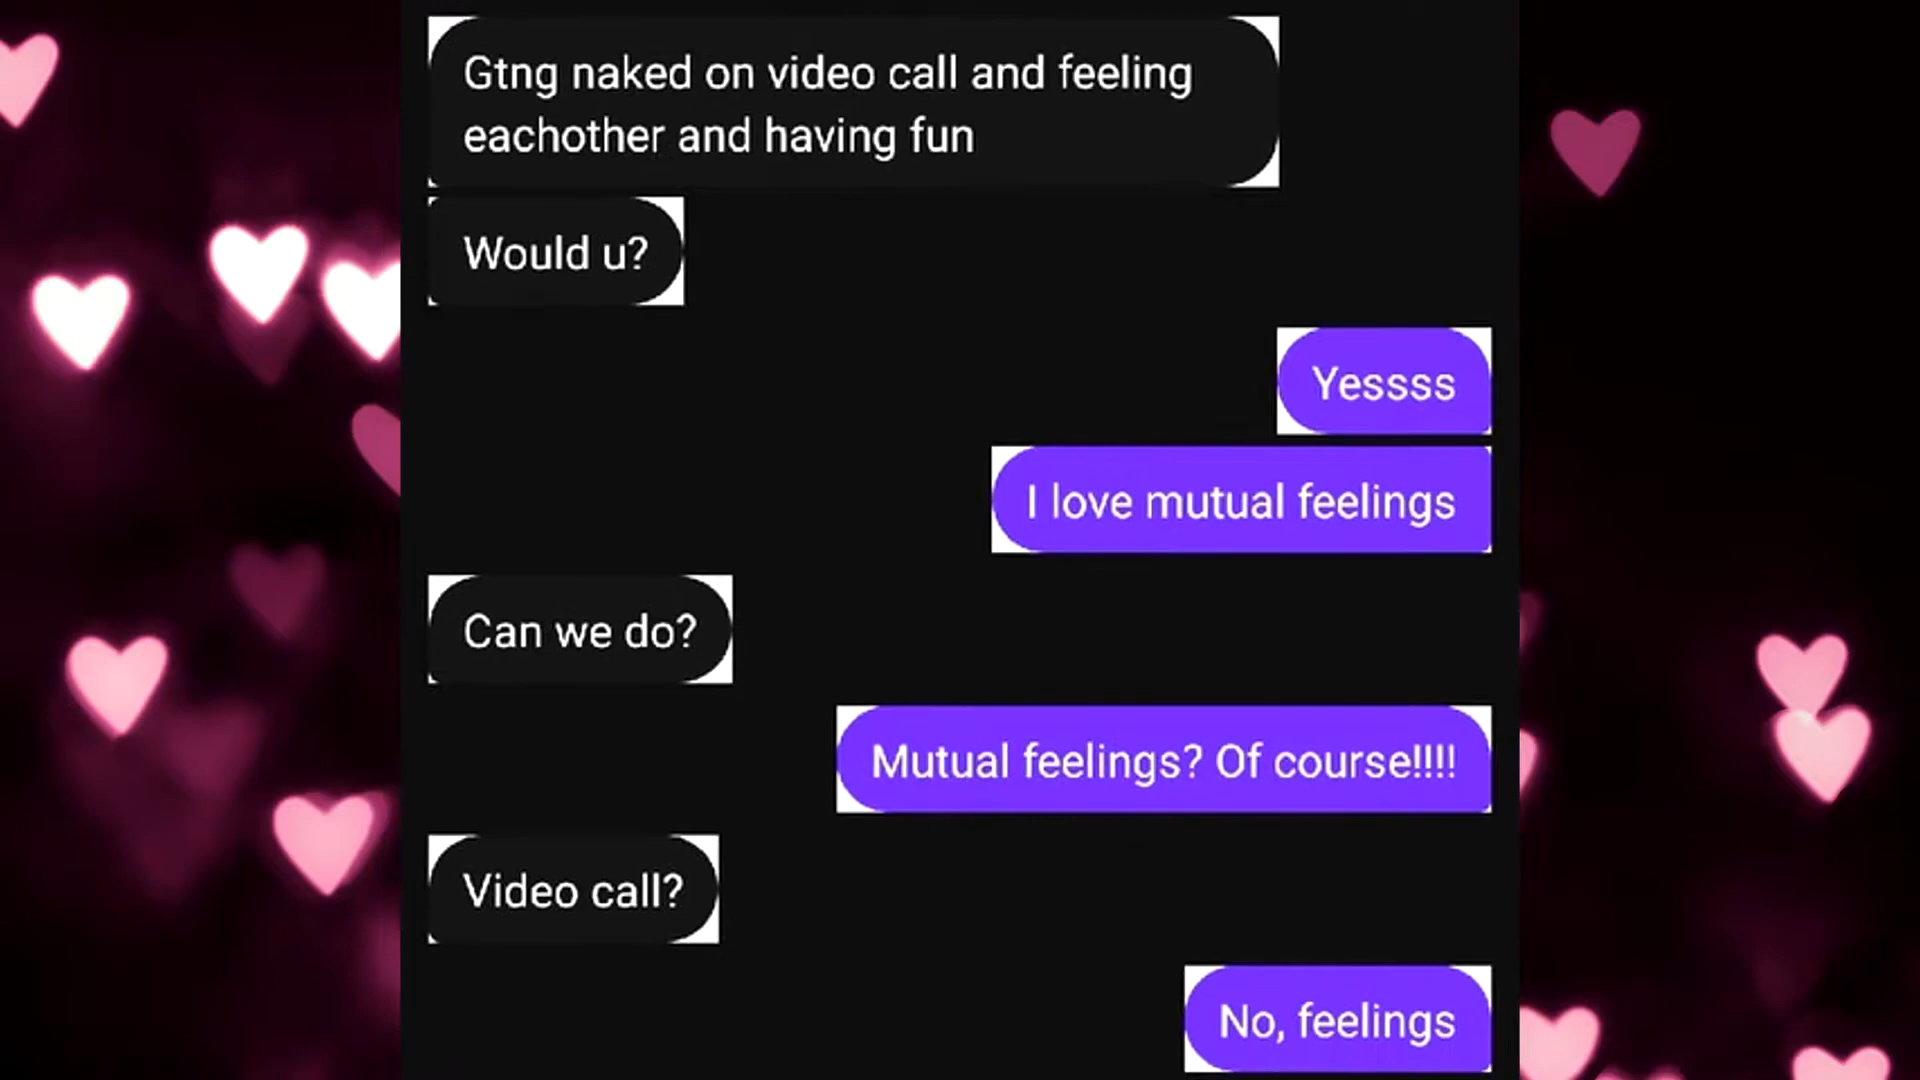 Gtng naked on video call and feeling
eachother and having fun
Would u?
Yessss
I love mutual feelings
Can we do?
Mutual feelings? Of course!!!!
Video call?
No, feelings